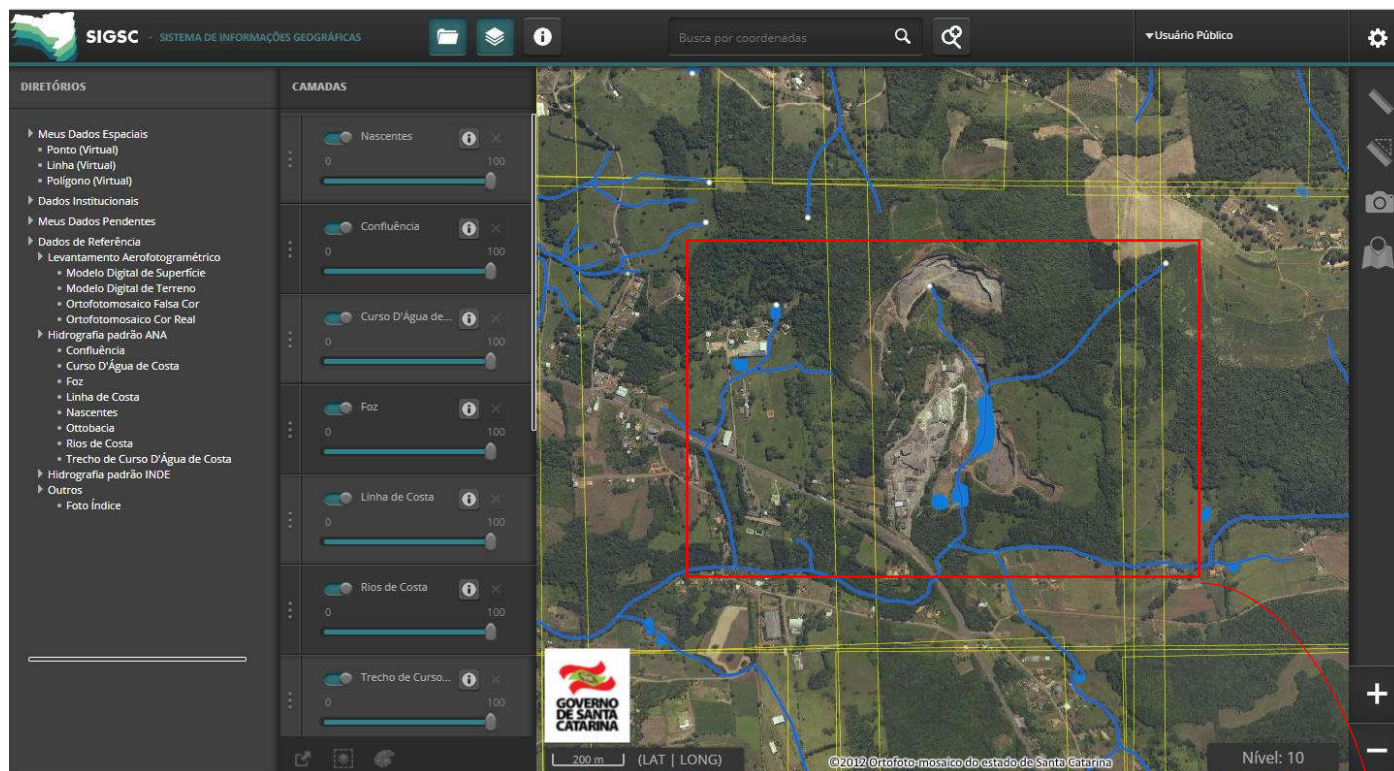 SIGSC - SISTEMA DE INFORMAÇÕES GEOGRÁFICAS
Busca por coordenadas
Usuário Público
DIRETÓRIOS
Meus Dados Espaciais
Ponto (Virtual)
Linha (Virtual)
Polígono (Virtual)
Dados Institucionais
Meus Dados Pendentes
Dados de Referência
Levantamento Aerofotogramétrico
Modelo Digital de Superfície
Modelo Digital de Terreno
Ortofotomosaico Falsa Cor
Ortofotomosaico Cor Real
Hidrografia padrão ANA
Confluência
Curso D'Água de Costa
Foz
Linha de Costa
Nascentes
Ottobacia
Rios de Costa
Trecho de Curso D'Água de Costa
Hidrografia padrão INDE
Outros
Foto Índice
CAMADAS
Nascentes
0 100
Confluência
0 100
Curso D'Água de...
0 100
Foz
0 100
Linha de Costa
0 100
Rios de Costa
0 100
Trecho de Curso...
0 100
GOVERNO
DE SANTA
CATARINA
200 m (LAT | LONG)
©2012 Ortofoto-mosaico do estado de Santa Catarina
Nível: 10